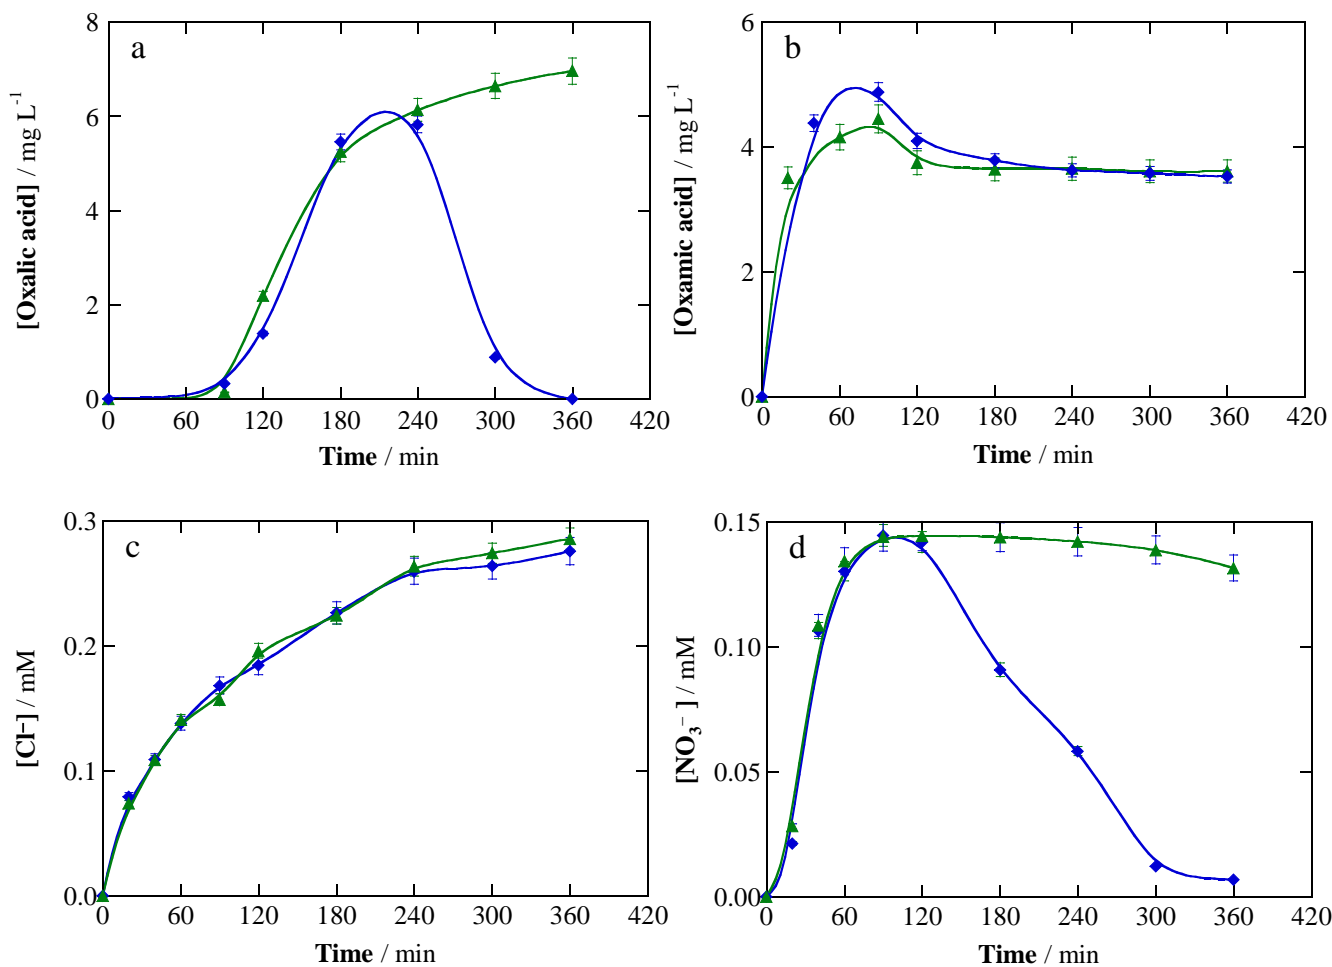 a
8
6
4
2
0
[Oxalic acid] / mg L-1
0 60 120 180 240 300 360 420
Time / min
b
6
4
2
0
[Oxamic acid] / mg L-1
0 60 120 180 240 300 360 420
Time / min
c
0.3
0.2
0.1
0.0
[Cl−] / mM
0 60 120 180 240 300 360 420
Time / min
d
0.15
0.10
0.05
0.00
[NO3−] / mM
0 60 120 180 240 300 360 420
Time / min